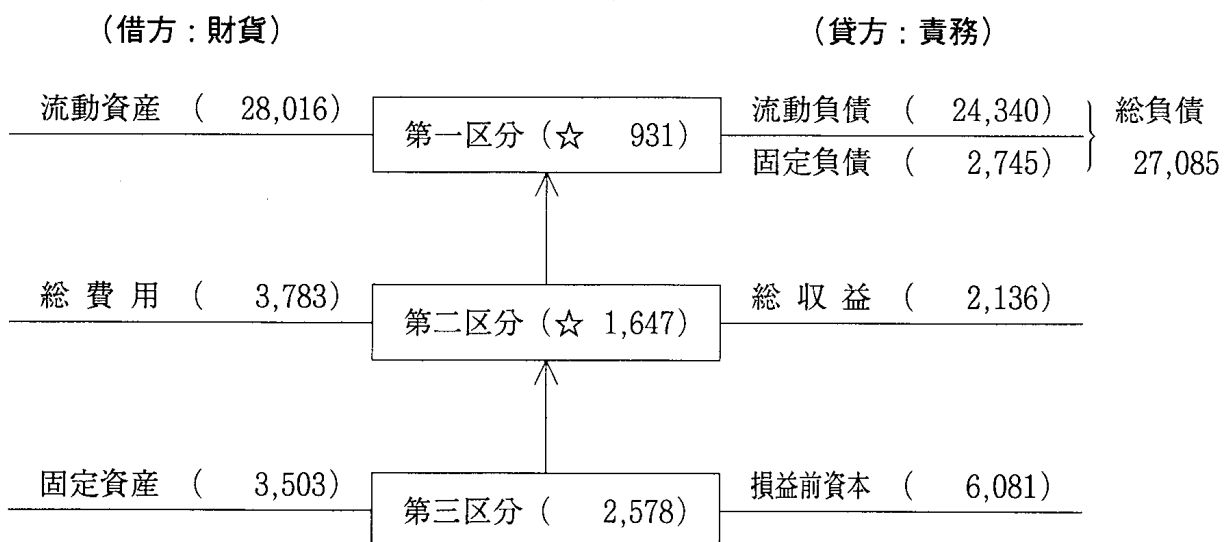 （借方：財貨） （貸方：責務）
流動資産 （ 28,016） 第一区分（☆ 931） 流動負債 （ 24,340） 総負債
固定負債 （ 2,745） 27,085
総費用 （ 3,783） 第二区分（☆ 1,647） 総収益 （ 2,136）
固定資産 （ 3,503） 第三区分（ 2,578） 損益前資本 （ 6,081）